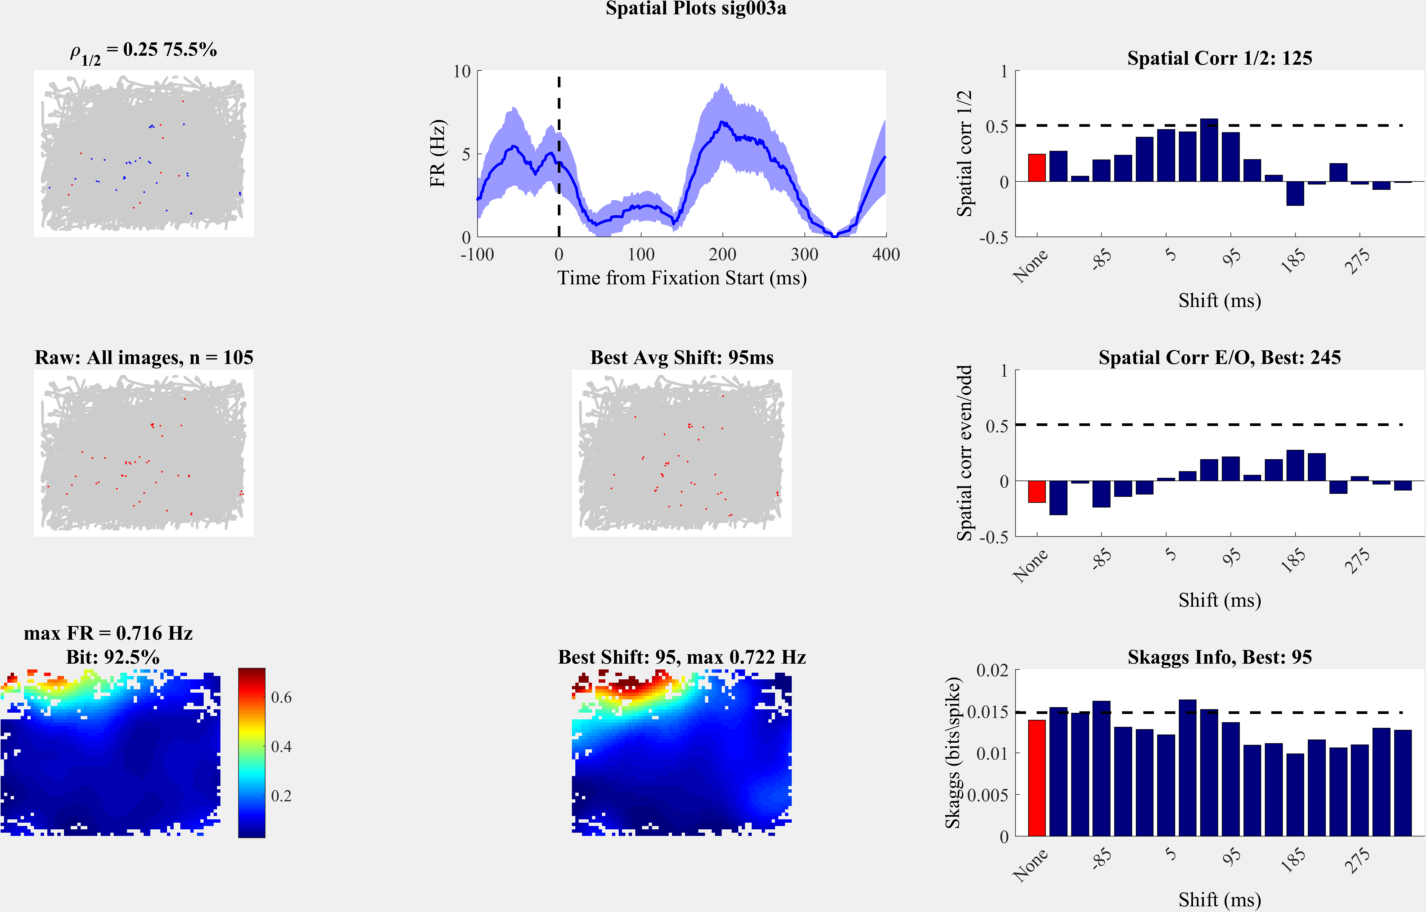 Spatial Plots sig003a
ρ1/2 = 0.25 75.5%
10
5
0
FR (Hz)
-100
0
100
200
300
400
Time from Fixation Start (ms)
Spatial Corr 1/2: 125
1
0.5
0
-0.5
Spatial corr 1/2
None
-85
5
95
185
275
Shift (ms)
Raw: All images, n = 105
Best Avg Shift: 95ms
Spatial Corr E/O, Best: 245
1
0.5
0
-0.5
Spatial corr even/odd
None
-85
5
95
185
275
Shift (ms)
max FR = 0.716 Hz
Bit: 92.5%
0.6
0.4
0.2
Best Shift: 95, max 0.722 Hz
Skaggs Info, Best: 95
0.02
0.015
0.01
0.005
0
Skaggs (bits\spike)
None
-85
5
95
185
275
Shift (ms)